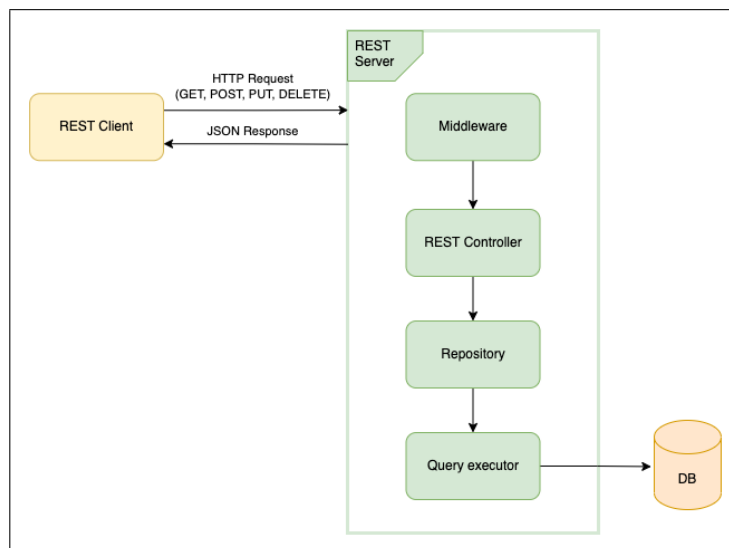 REST
Server
HTTP Request
(GET, POST, PUT, DELETE)
REST Client
JSON Response
Middleware
REST Controller
Repository
Query executor
DB